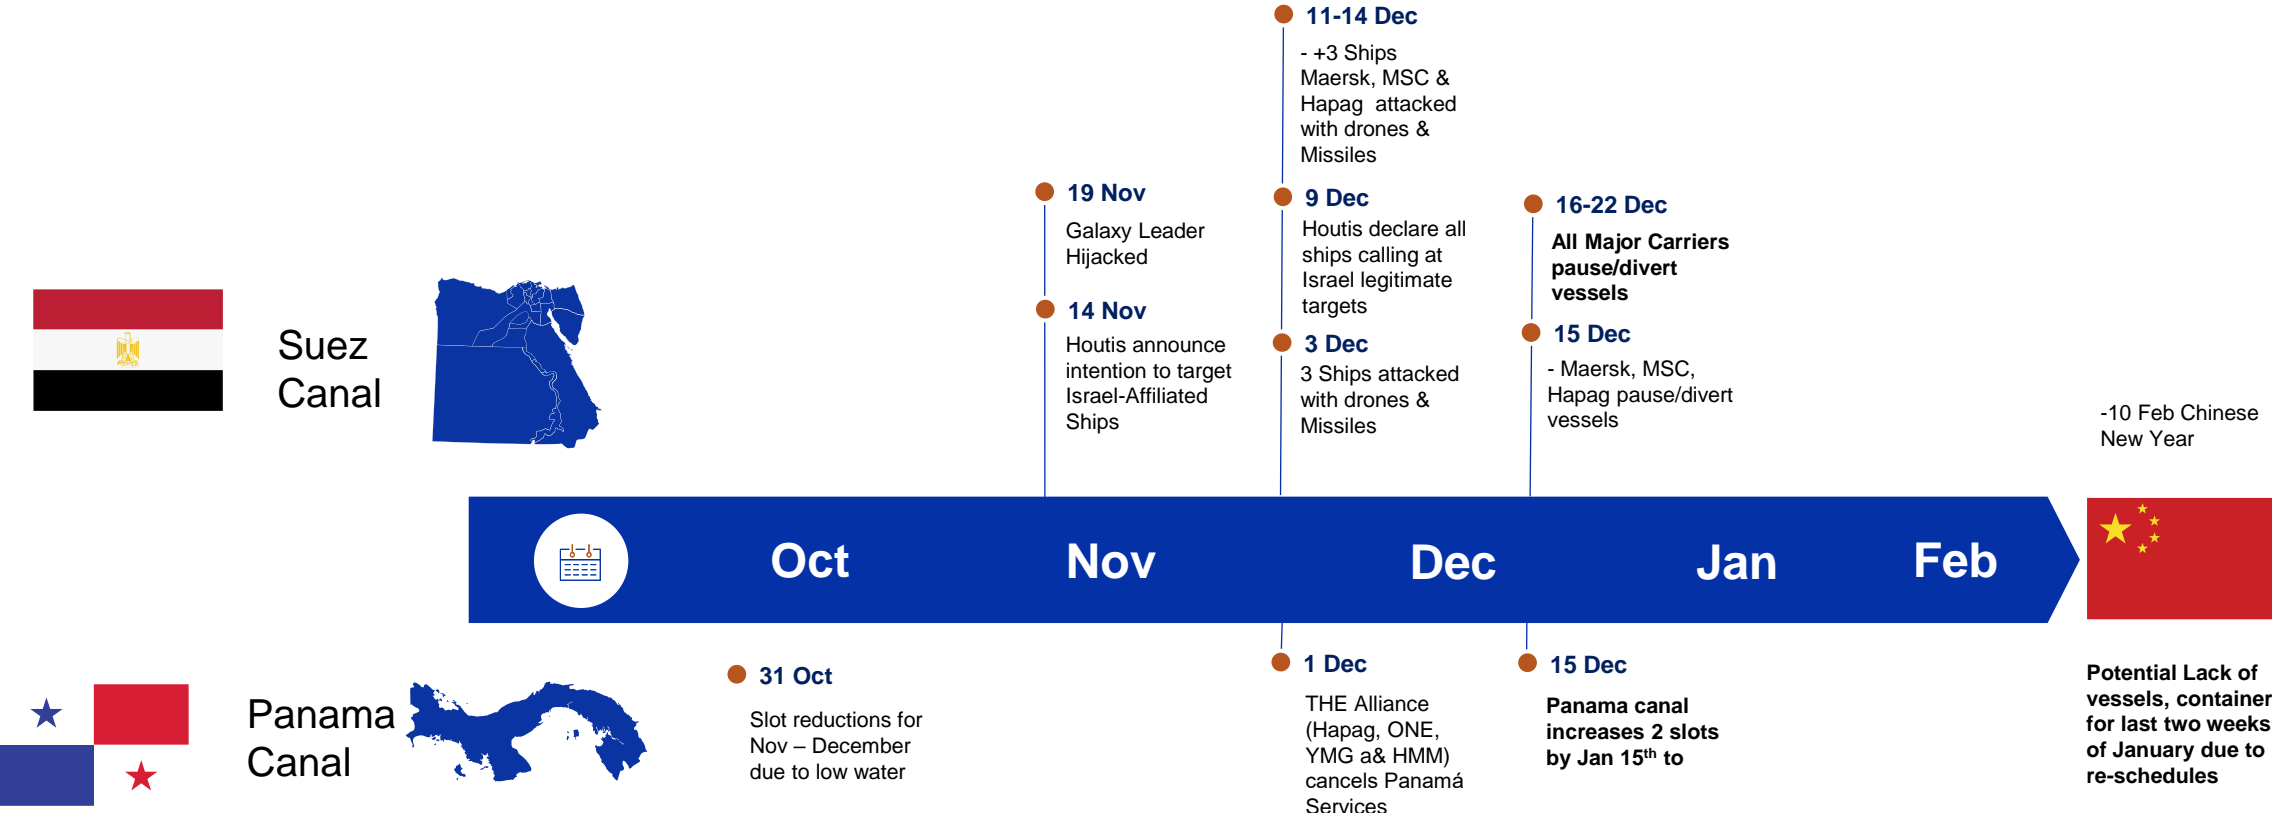 11-14 Dec
- +3 Ships
Maersk, MSC &
Hapag attacked
with drones &
Missiles
19 Nov
Galaxy Leader
Hijacked
14 Nov
Houtis announce
intention to target
Israel-Affiliated
Ships
9 Dec
Houtis declare all
ships calling at
Israel legitimate
targets
3 Dec
3 Ships attacked
with drones &
Missiles
16-22 Dec
All Major Carriers
pause/divert
vessels
15 Dec
- Maersk, MSC,
Hapag pause/divert
vessels
Suez
Canal
-10 Feb Chinese
New Year
Oct
Nov
Dec
Jan
Feb
Panama
Canal
31 Oct
Slot reductions for
Nov – December
due to low water
1 Dec
THE Alliance
(Hapag, ONE,
YMG a& HMM)
cancels Panamá
Services
15 Dec
Panama canal
increases 2 slots
by Jan 15th to
Potential Lack of
vessels, container
for last two weeks
of January due to
re-schedules